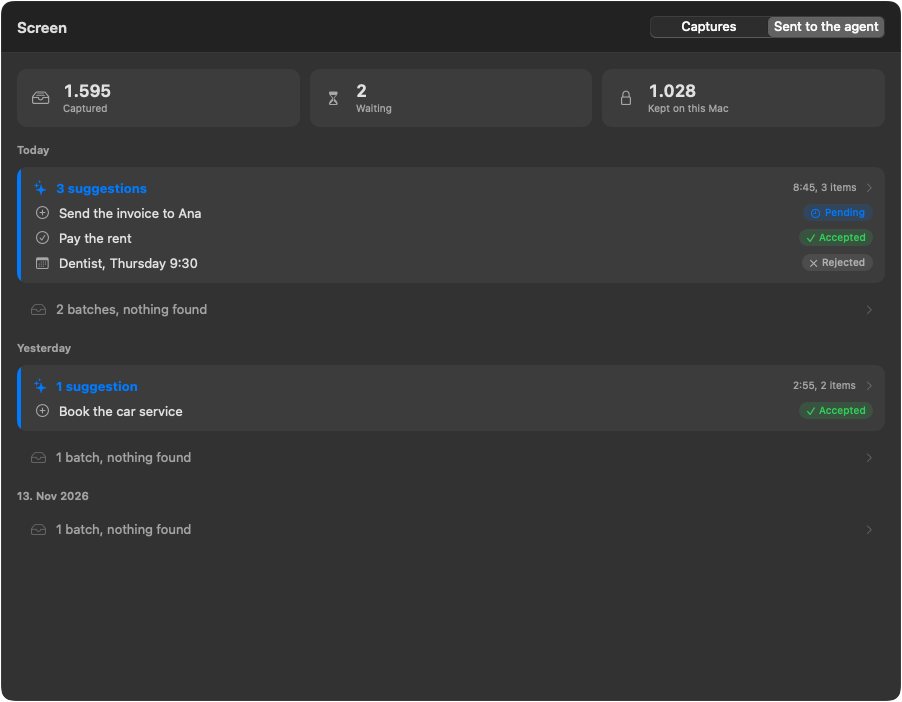 Screen
Captures
Sent to the agent
1.595
Captured
2
Waiting
1.028
Kept on this Mac
Today
3 suggestions
8:45, 3 items
Send the invoice to Ana
Pending
Pay the rent
Accepted
Dentist, Thursday 9:30
Rejected
2 batches, nothing found
Yesterday
1 suggestion
2:55, 2 items
Book the car service
Accepted
1 batch, nothing found
13. Nov 2026
1 batch, nothing found